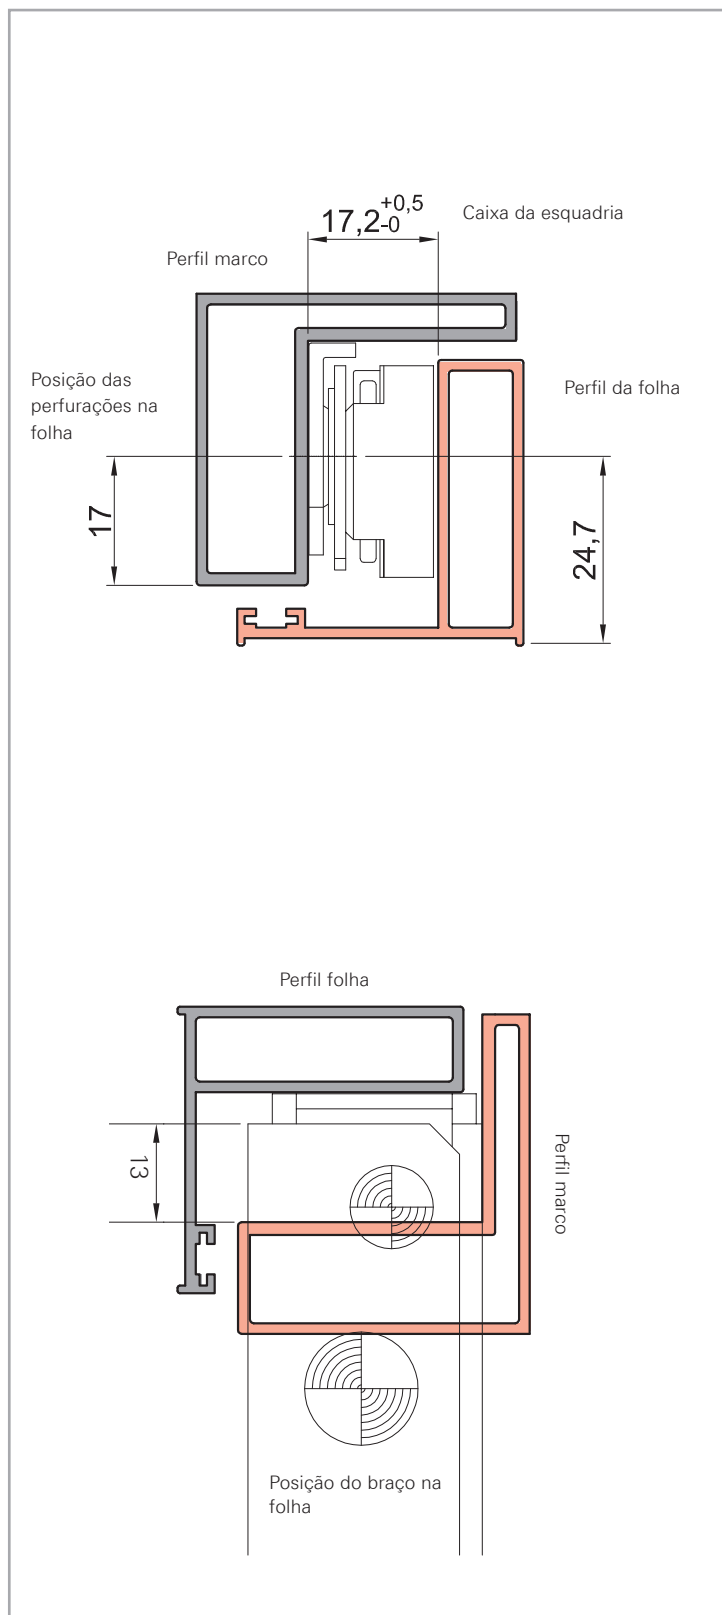 17,2 +0,5 -0
Caixa da esquadria
Perfil marco
Posição das
perfurações na
folha
Perfil da folha
17
24,7
Perfil folha
13
Perfil marco
Posição do braço na
folha